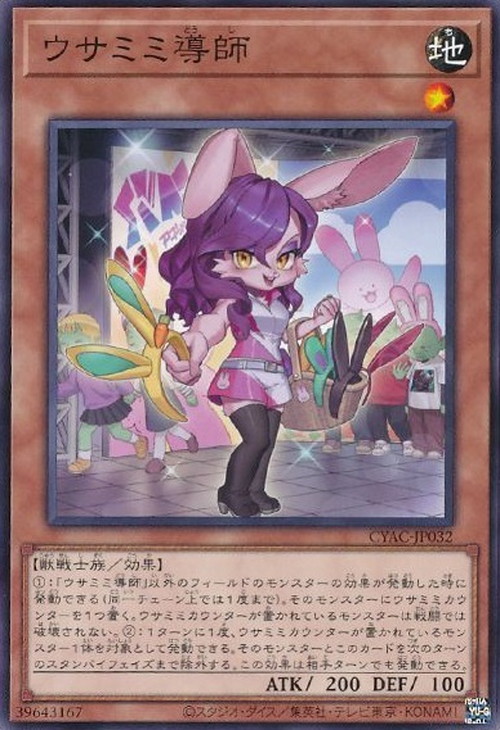 ウサミミ導師
地
CYAC-JP032
【獣戦士族／効果】
①：「ウサミミ導師」以外のフィールドのモンスターの効果が発動した時に
発動できる（同一チェーン上では１度まで）。そのモンスターにウサミミカウ
ンターを１つ置く。ウサミミカウンターが置かれているモンスターは戦闘では
破壊されない。②：１ターンに１度、ウサミミカウンターが置かれているモン
スター１体を対象として発動できる。そのモンスターとこのカードを次のターン
のスタンバイフェイズまで除外する。この効果は相手ターンでも発動できる。
ATK/ 200 DEF/ 100
39643167 ©スタジオ・ダイス／集英社・テレビ東京・KONAMI